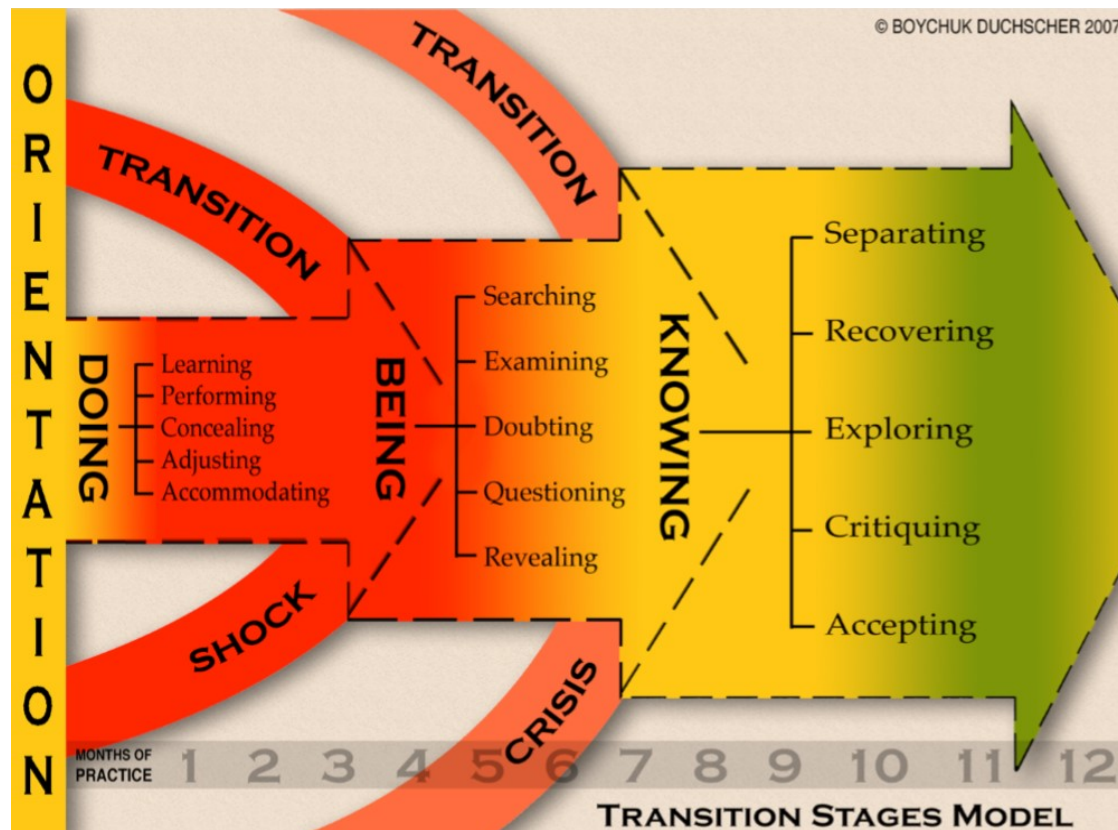 © BOYCHUK DUCHSCHER 2007
ORIENTATION
TRANSITION
TRANSITION
DOING
Learning
Performing
Concealing
Adjusting
Accommodating
BEING
Searching
Examining
Doubting
Questioning
Revealing
KNOWING
Separating
Recovering
Exploring
Critiquing
Accepting
SHOCK
CRISIS
MONTHS OF
PRACTICE
1 2 3 4 5 6 7 8 9 10 11 12
TRANSITION STAGES MODEL